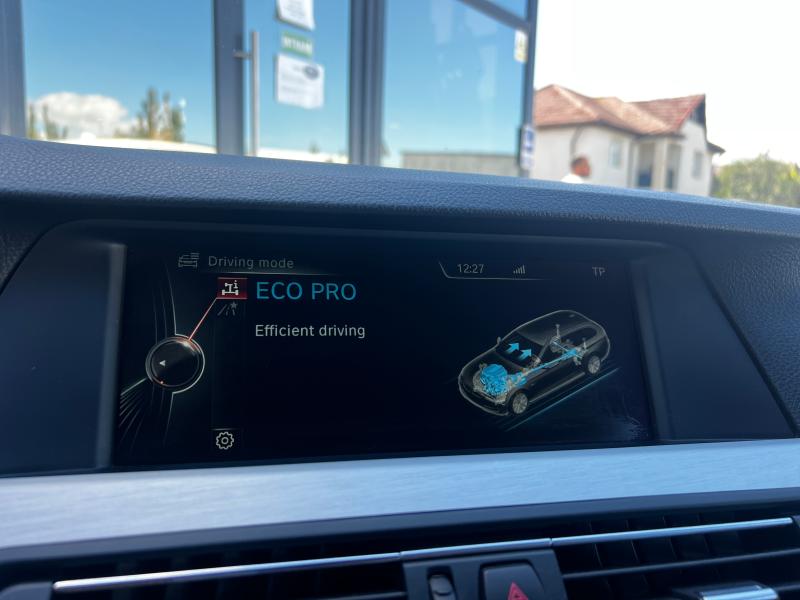 Driving mode
12:27
TP
ECO PRO
Efficient driving